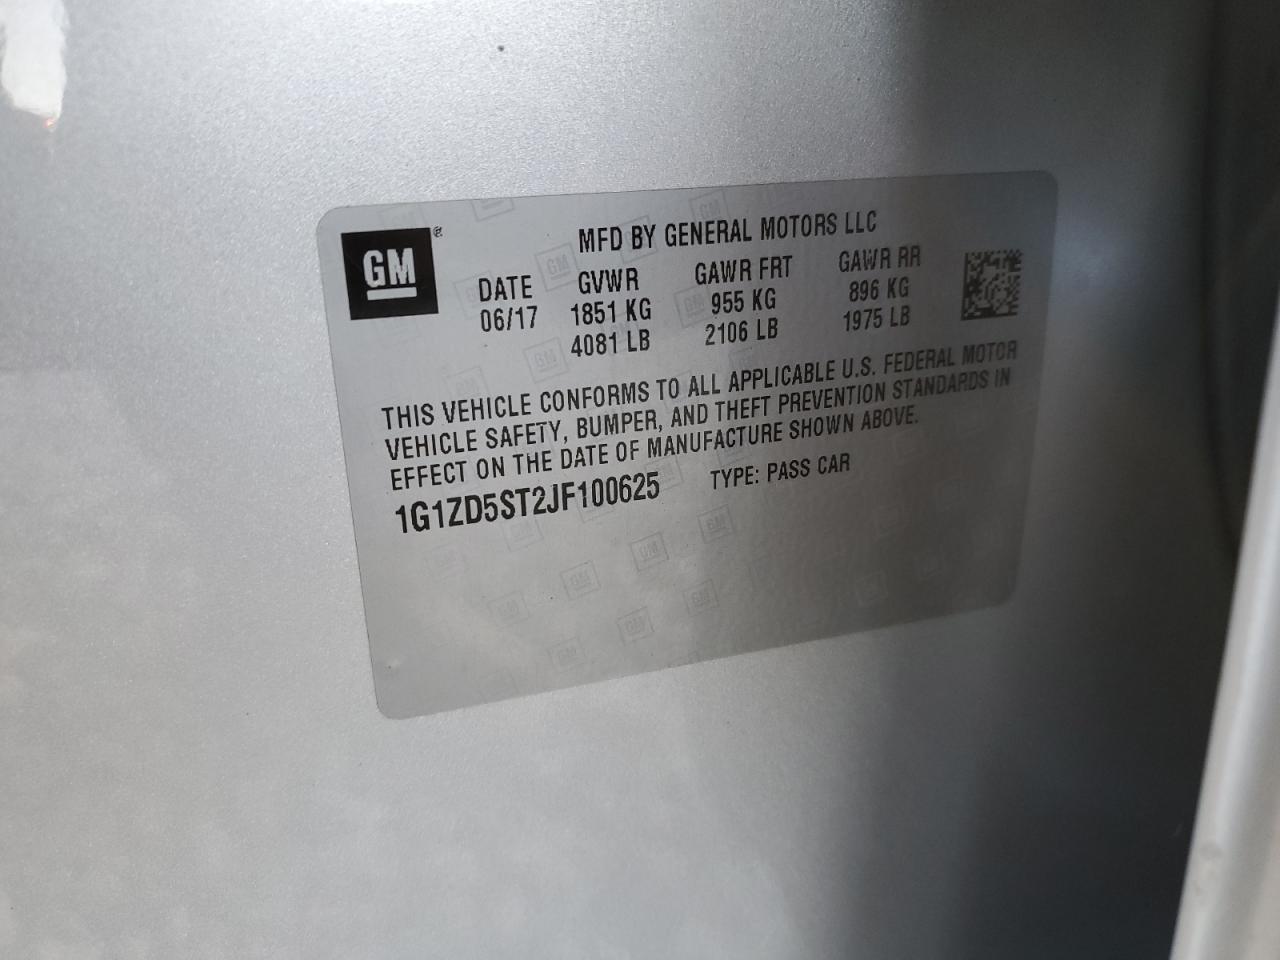 GM®
MFD BY GENERAL MOTORS LLC
DATE GVWR GAWR FRT GAWR RR
06/17 1851 KG 955 KG 896 KG
4081 LB 2106 LB 1975 LB
THIS VEHICLE CONFORMS TO ALL APPLICABLE U.S. FEDERAL MOTOR
VEHICLE SAFETY, BUMPER, AND THEFT PREVENTION STANDARDS IN
EFFECT ON THE DATE OF MANUFACTURE SHOWN ABOVE.
1G1ZD5ST2JF100625 TYPE: PASS CAR